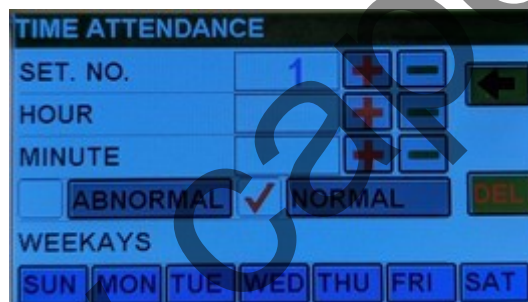 TIME ATTENDANCE
SET. NO. 1
HOUR
MINUTE
ABNORMAL NORMAL DEL
WEEKAYS
SUN MON TUE WED THU FRI SAT